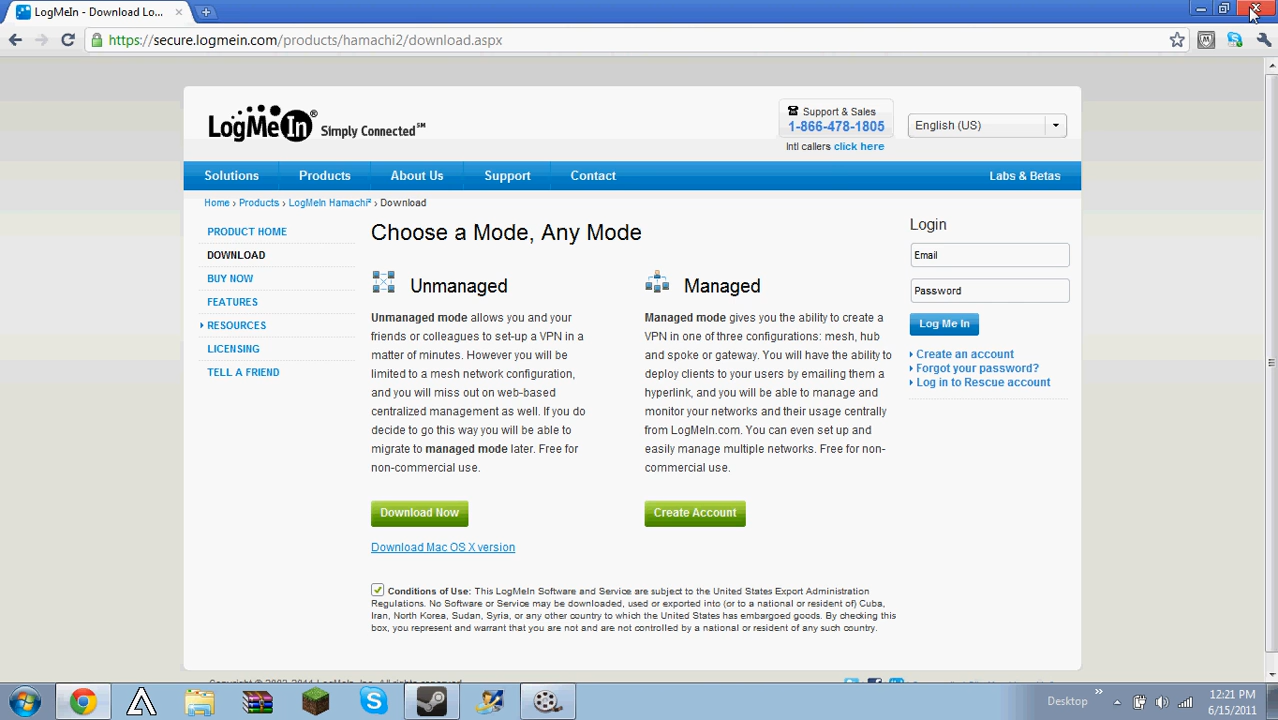 LogMeIn - Download Lo...
https://secure.logmein.com/products/hamachi2/download.aspx
LogMeIn® Simply Connected℠
Support & Sales
1-866-478-1805
Intl callers click here
English (US)
Solutions Products About Us Support Contact Labs & Betas
Home › Products › LogMeIn Hamachi² › Download
PRODUCT HOME
DOWNLOAD
BUY NOW
FEATURES
RESOURCES
LICENSING
TELL A FRIEND
Choose a Mode, Any Mode
Unmanaged
Unmanaged mode allows you and your
friends or colleagues to set-up a VPN in a
matter of minutes. However you will be
limited to a mesh network configuration,
and you will miss out on web-based
centralized management as well. If you do
decide to go this way you will be able to
migrate to managed mode later. Free for
non-commercial use.
Download Now
Download Mac OS X version
Managed
Managed mode gives you the ability to create a
VPN in one of three configurations: mesh, hub
and spoke or gateway. You will have the ability to
deploy clients to your users by emailing them a
hyperlink, and you will be able to manage and
monitor your networks and their usage centrally
from LogMeIn.com. You can even set up and
easily manage multiple networks. Free for non-
commercial use.
Create Account
Conditions of Use: This LogMeIn Software and Service are subject to the United States Export Administration
Regulations. No Software or Service may be downloaded, used or exported into (or to a national or resident of) Cuba,
Iran, North Korea, Sudan, Syria, or any other country to which the United States has embargoed goods. By checking this
box, you represent and warrant that you are not and are not controlled by a national or resident of any such country.
Login
Email
Password
Log Me In
Create an account
Forgot your password?
Log in to Rescue account
Desktop
12:21 PM
6/15/2011